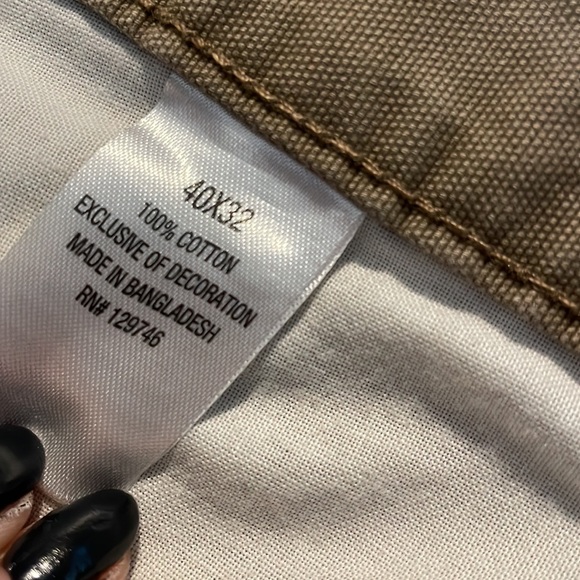 40X32
100% COTTON
EXCLUSIVE OF DECORATION
MADE IN BANGLADESH
RN# 129746